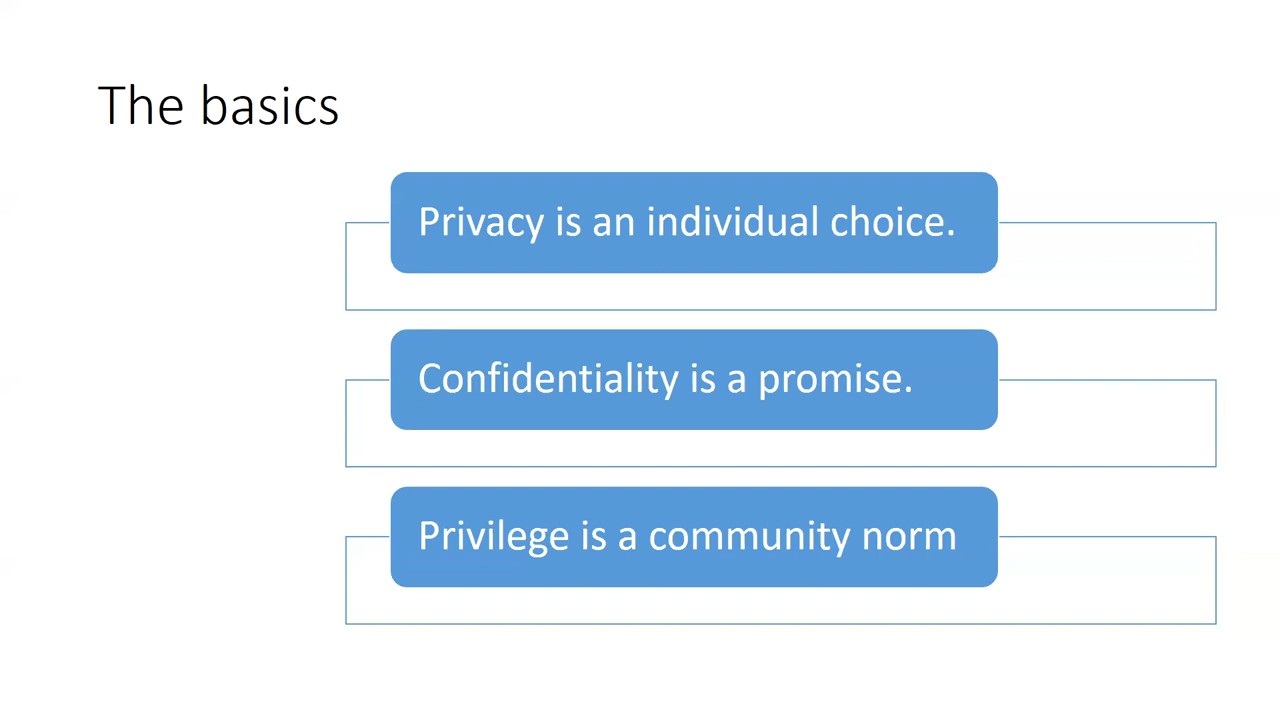 The basics
Privacy is an individual choice.
Confidentiality is a promise.
Privilege is a community norm